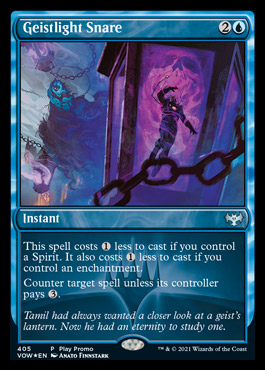 Geistlight Snare 2
Instant
This spell costs 1 less to cast if you control
a Spirit. It also costs 1 less to cast if you
control an enchantment.
Counter target spell unless its controller
pays 3.
Tamil had always wanted a closer look at a geist's
lantern. Now he had an eternity to study one.
405 P Play Promo
VOW★EN Anato Finnstark
™ & © 2021 Wizards of the Coast